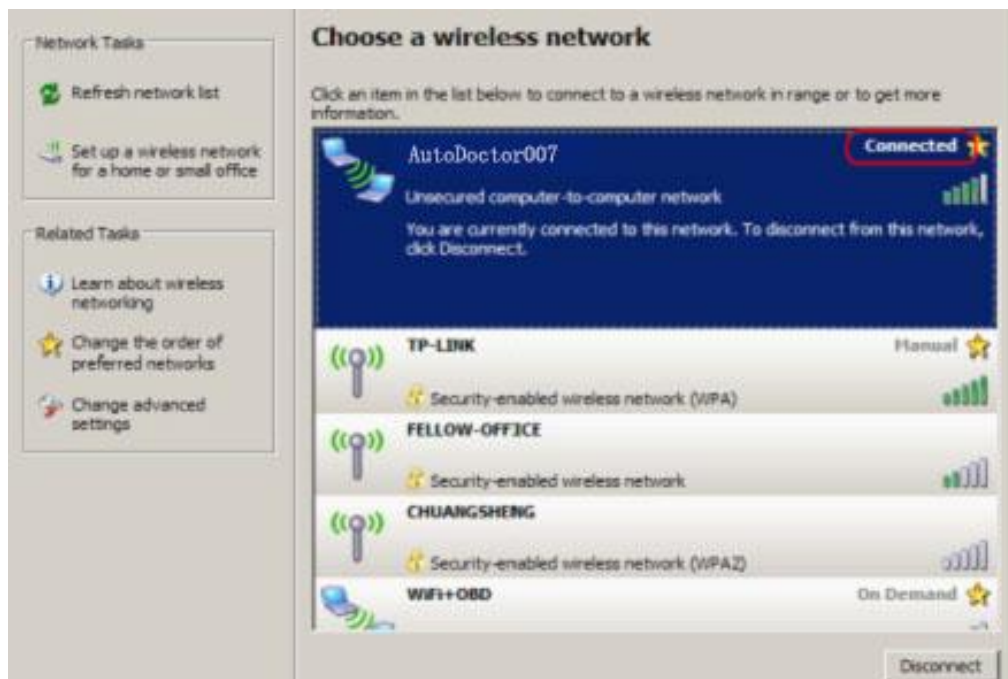 Network Tasks
Refresh network list
Set up a wireless network
for a home or small office
Related Tasks
Learn about wireless
networking
Change the order of
preferred networks
Change advanced
settings
Choose a wireless network
Click an item in the list below to connect to a wireless network in range or to get more
information.
AutoDoctor007
Connected
Unsecured computer-to-computer network
You are currently connected to this network. To disconnect from this network,
click Disconnect.
TP-LINK
Manual
Security-enabled wireless network (WPA)
FELLOW-OFFICE
Security-enabled wireless network
CHUANGSHENG
Security-enabled wireless network (WPA2)
WiFi+OBD
On Demand
Disconnect